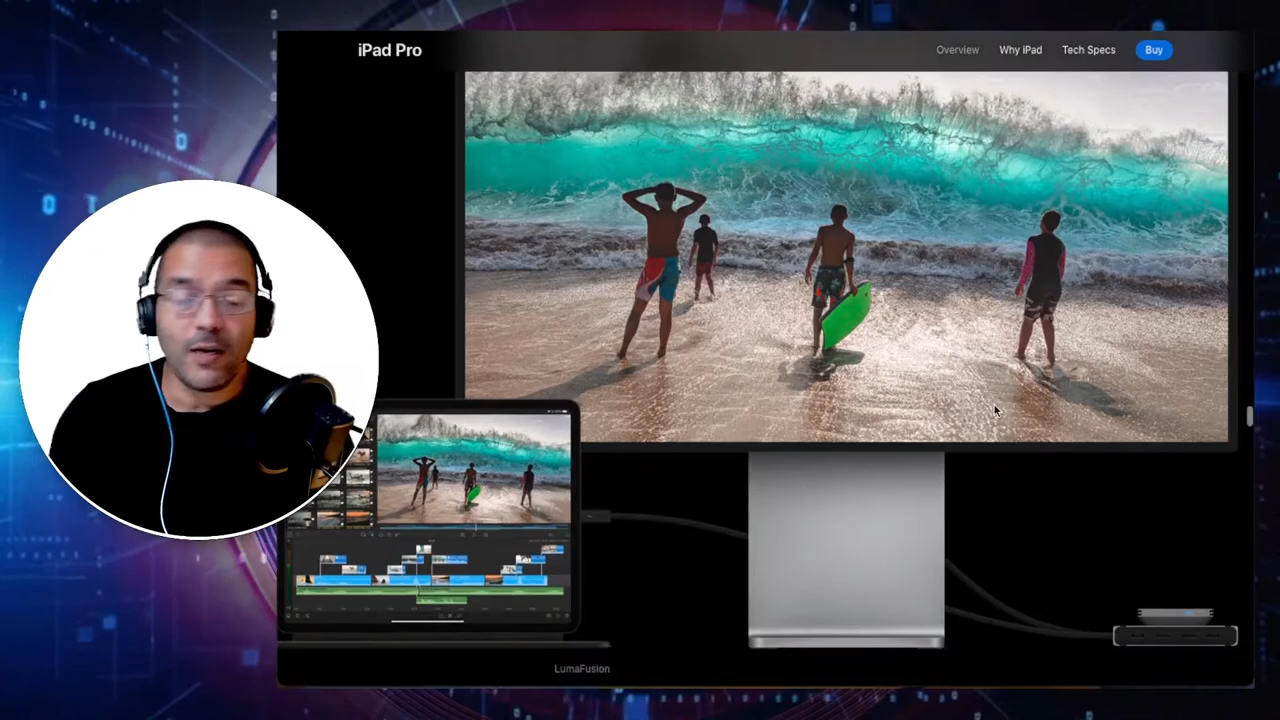 iPad Pro
Overview
Why iPad
Tech Specs
Buy
LumaFusion